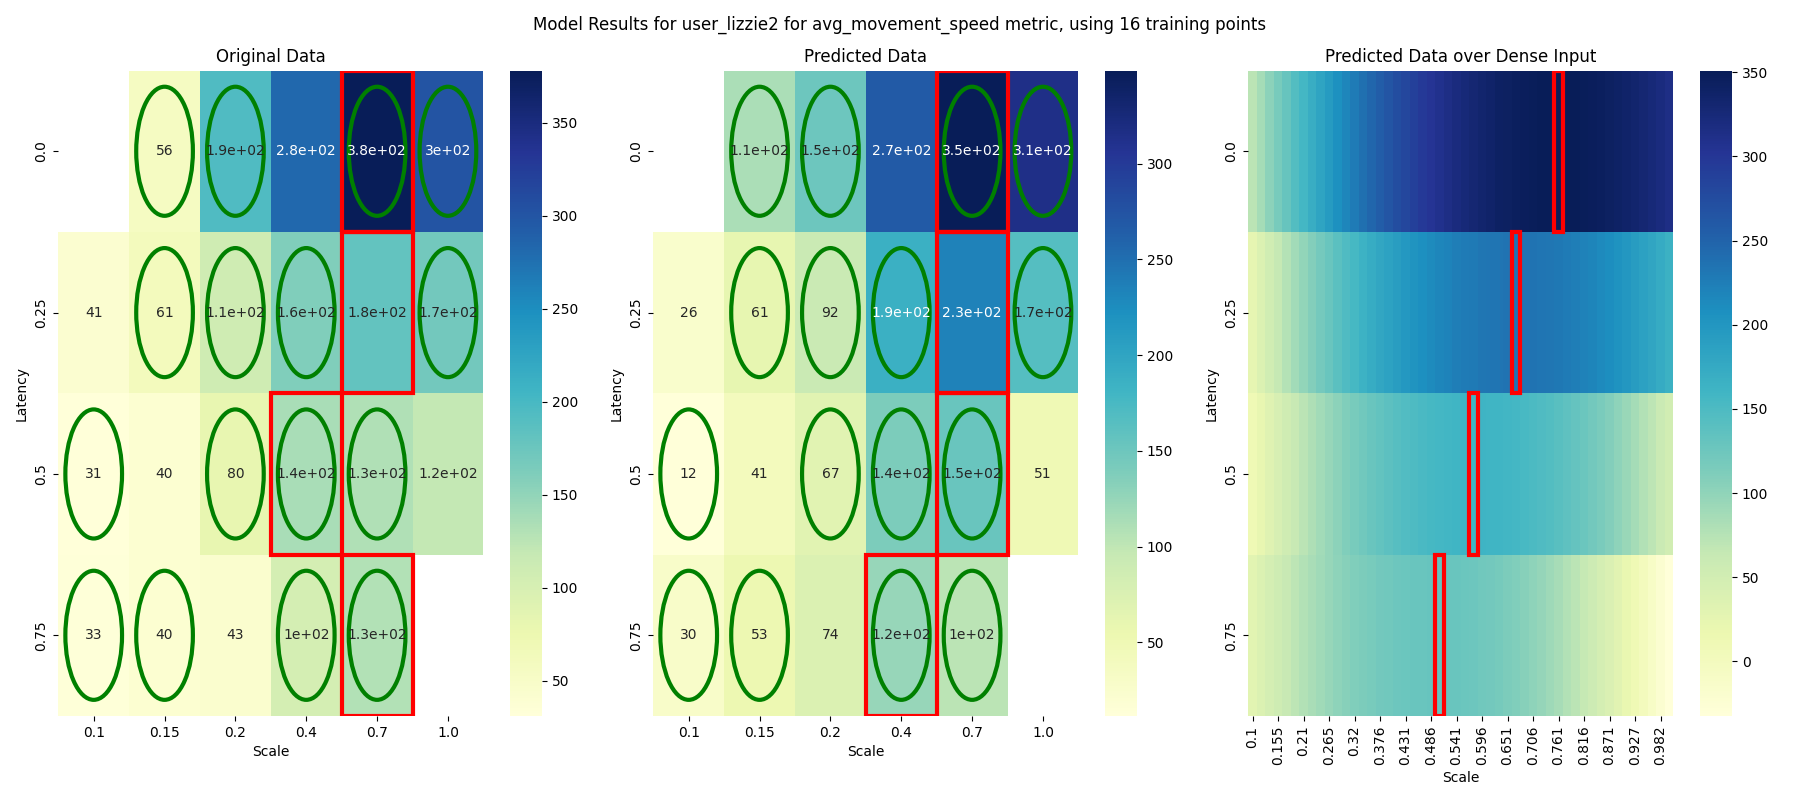 Model Results for user_lizzie2 for avg_movement_speed metric, using 16 training points
Original Data
Latency
0.0
0.25
0.5
0.75
56 1.9e+02 2.8e+02 3.8e+02 3e+02
41 61 1.1e+02 1.6e+02 1.8e+02 1.7e+02
31 40 80 1.4e+02 1.3e+02 1.2e+02
33 40 43 1e+02 1.3e+02
0.1 0.15 0.2 0.4 0.7 1.0
Scale
350
300
250
200
150
100
50
Predicted Data
Latency
0.0
0.25
0.5
0.75
1.1e+02 1.5e+02 2.7e+02 3.5e+02 3.1e+02
26 61 92 1.9e+02 2.3e+02 1.7e+02
12 41 67 1.4e+02 1.5e+02 51
30 53 74 1.2e+02 1e+02
0.1 0.15 0.2 0.4 0.7 1.0
Scale
300
250
200
150
100
50
Predicted Data over Dense Input
Latency
0.0
0.25
0.5
0.75
0.1 0.155 0.21 0.265 0.32 0.376 0.431 0.486 0.541 0.596 0.651 0.706 0.761 0.816 0.871 0.927 0.982
Scale
350
300
250
200
150
100
50
0